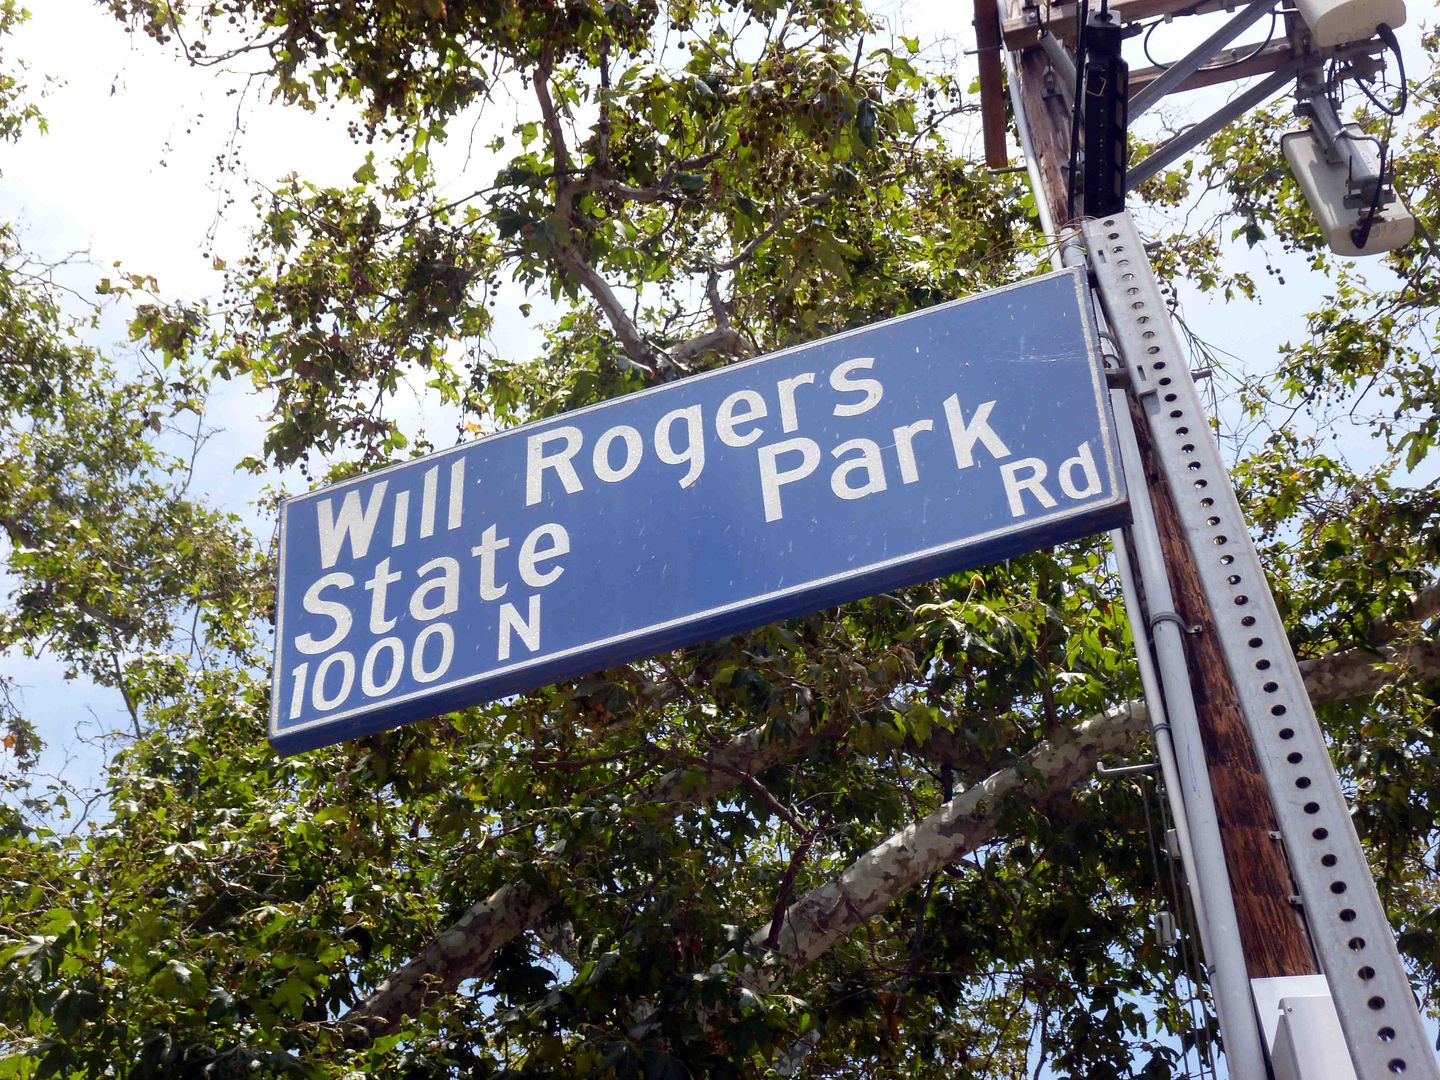 Will Rogers
State Park Rd
1000 N